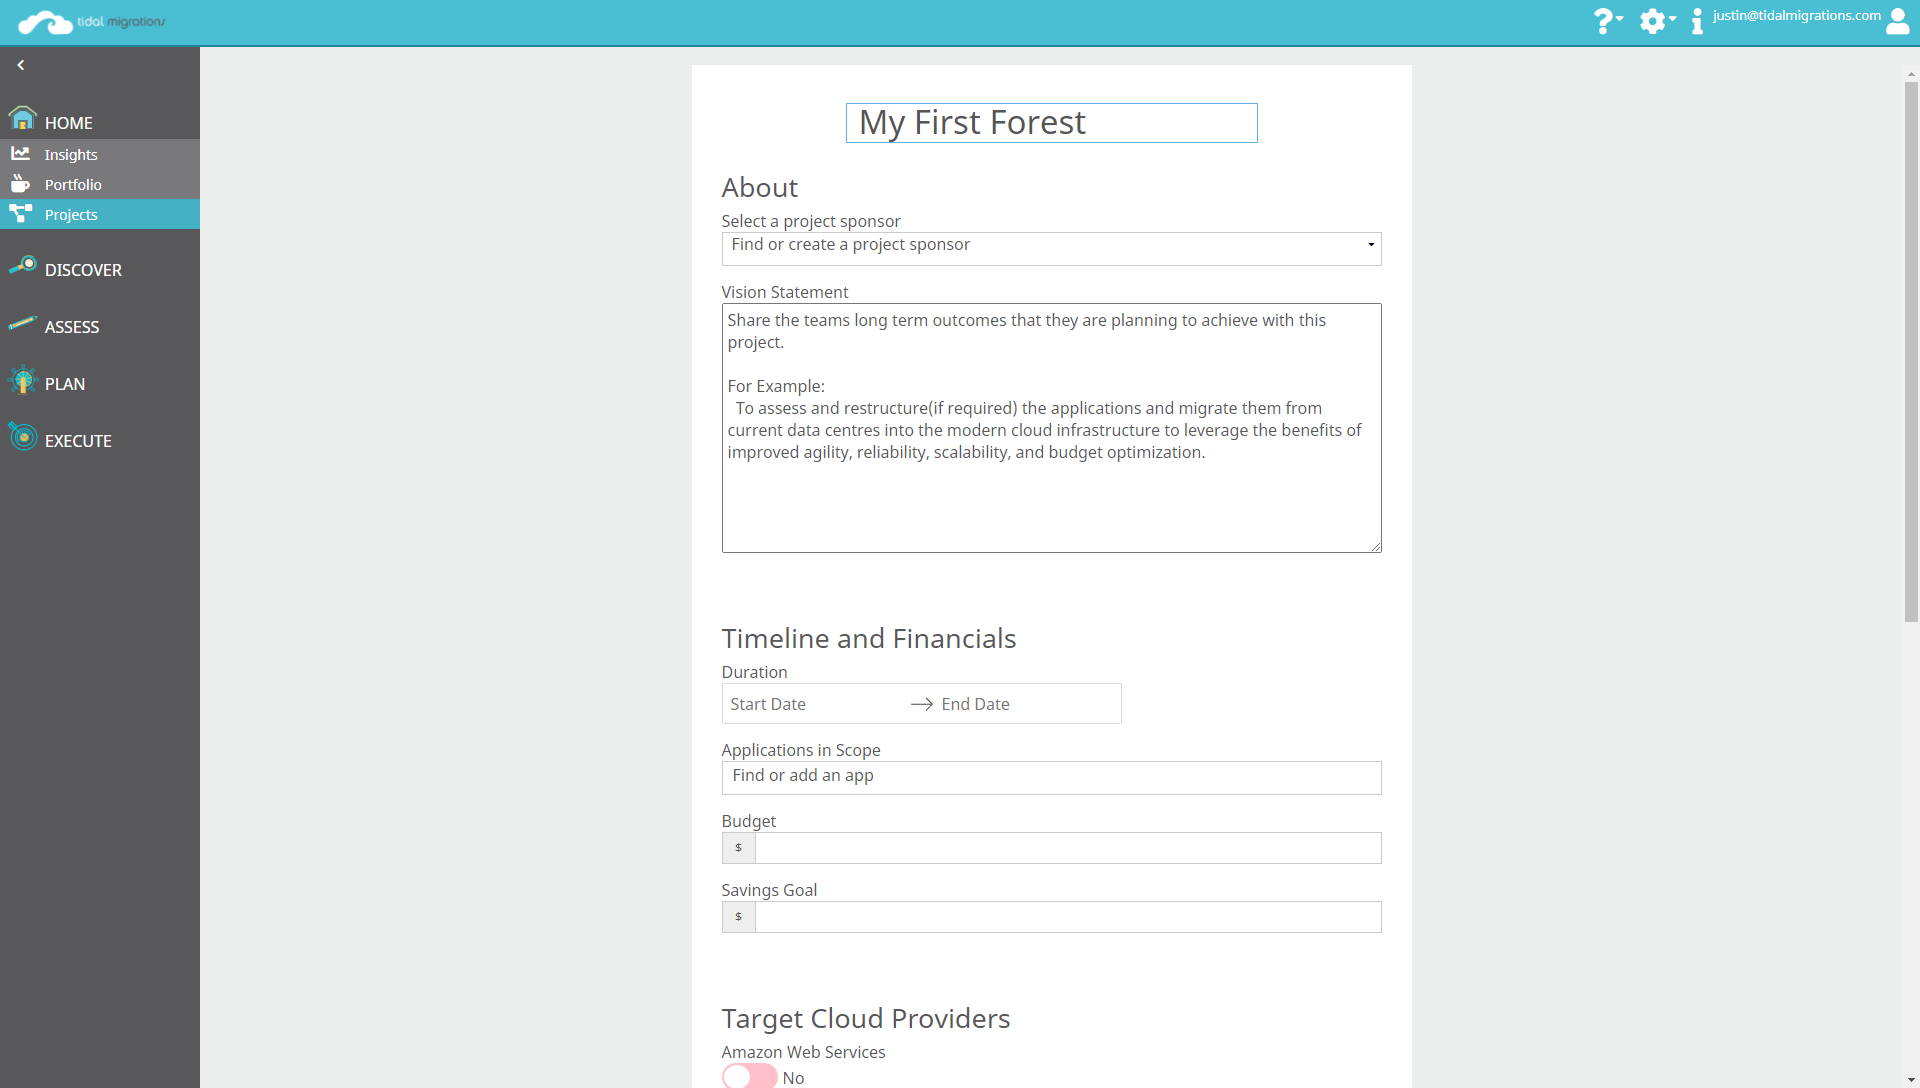 tidal migrations
justin@tidalmigrations.com
HOME
Insights
Portfolio
Projects
DISCOVER
ASSESS
PLAN
EXECUTE
My First Forest
About
Select a project sponsor
Find or create a project sponsor
Vision Statement
Share the teams long term outcomes that they are planning to achieve with this
project.
For Example:
To assess and restructure(if required) the applications and migrate them from
current data centres into the modern cloud infrastructure to leverage the benefits of
improved agility, reliability, scalability, and budget optimization.
Timeline and Financials
Duration
Start Date → End Date
Applications in Scope
Find or add an app
Budget
$
Savings Goal
$
Target Cloud Providers
Amazon Web Services
No